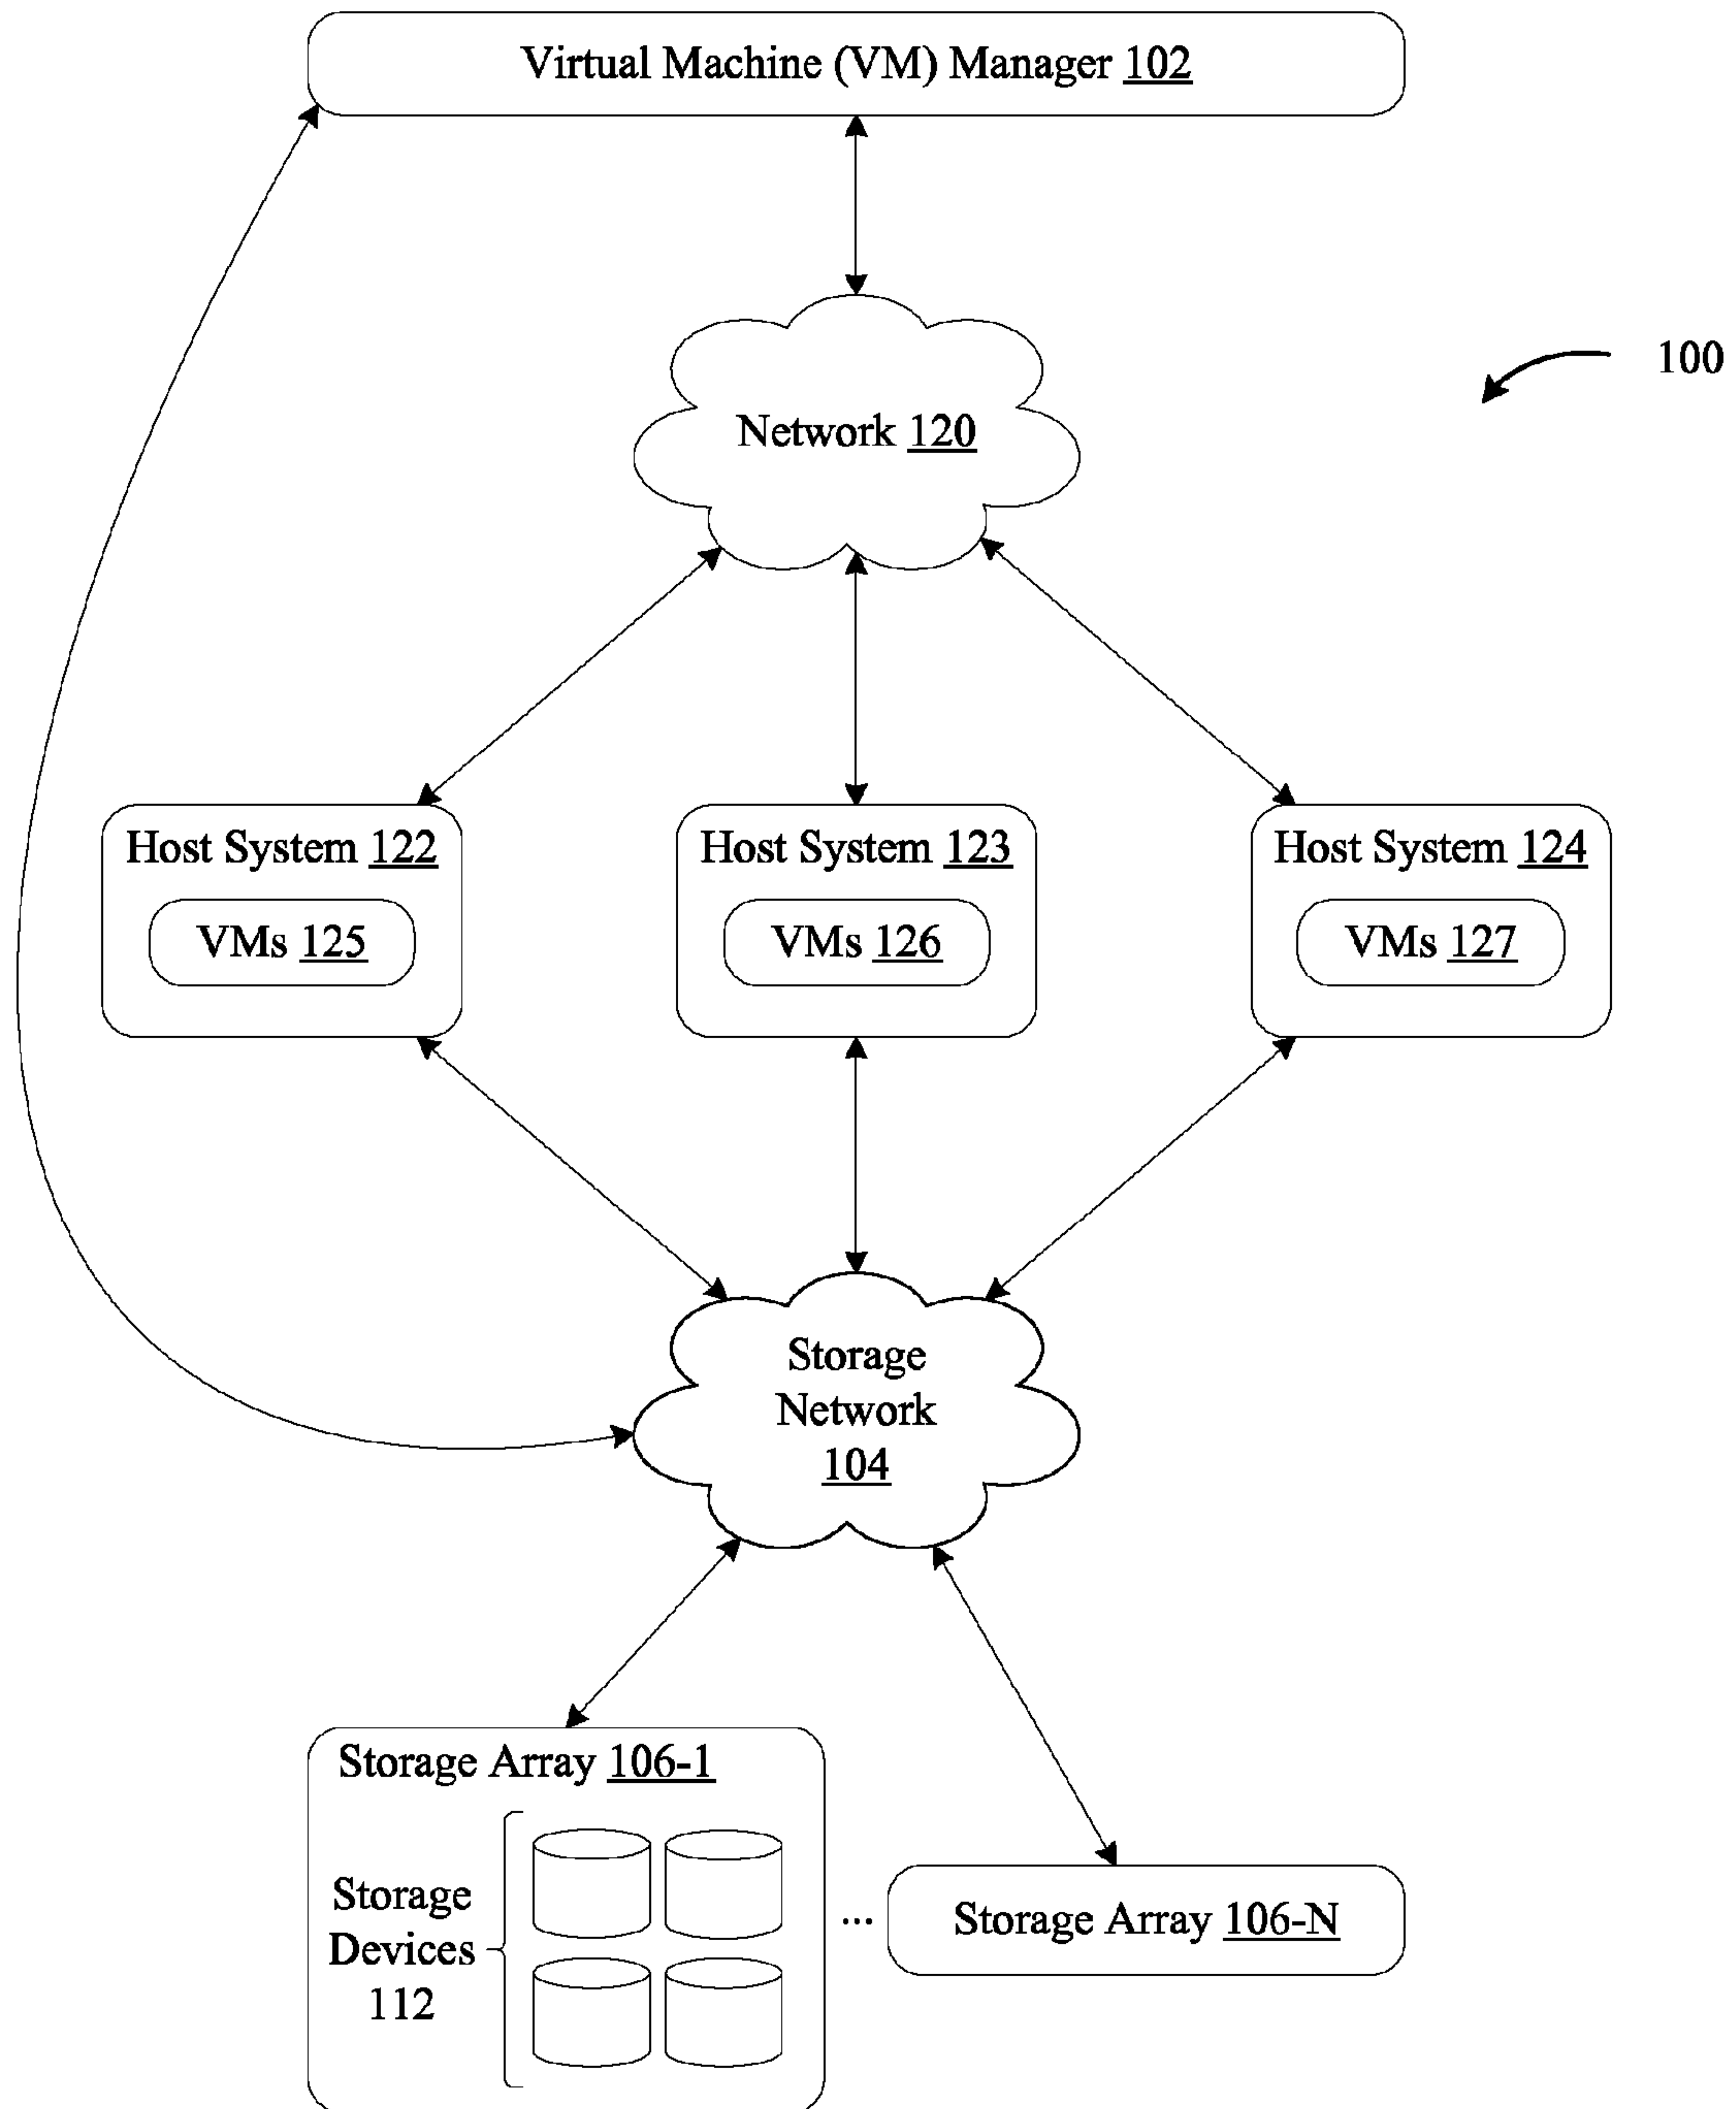 Virtual Machine (VM) Manager 102
100
Network 120
Host System 122
VMs 125
Host System 123
VMs 126
Host System 124
VMs 127
Storage
Network
104
Storage Array 106-1
Storage
Devices
112
...
Storage Array 106-N